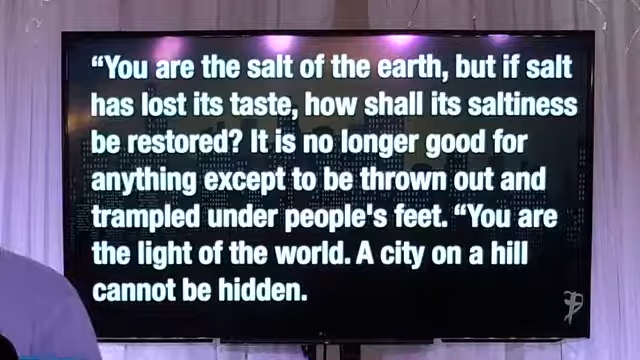 “You are the salt of the earth, but if salt
has lost its taste, how shall its saltiness
be restored? It is no longer good for
anything except to be thrown out and
trampled under people's feet. “You are
the light of the world. A city on a hill
cannot be hidden.